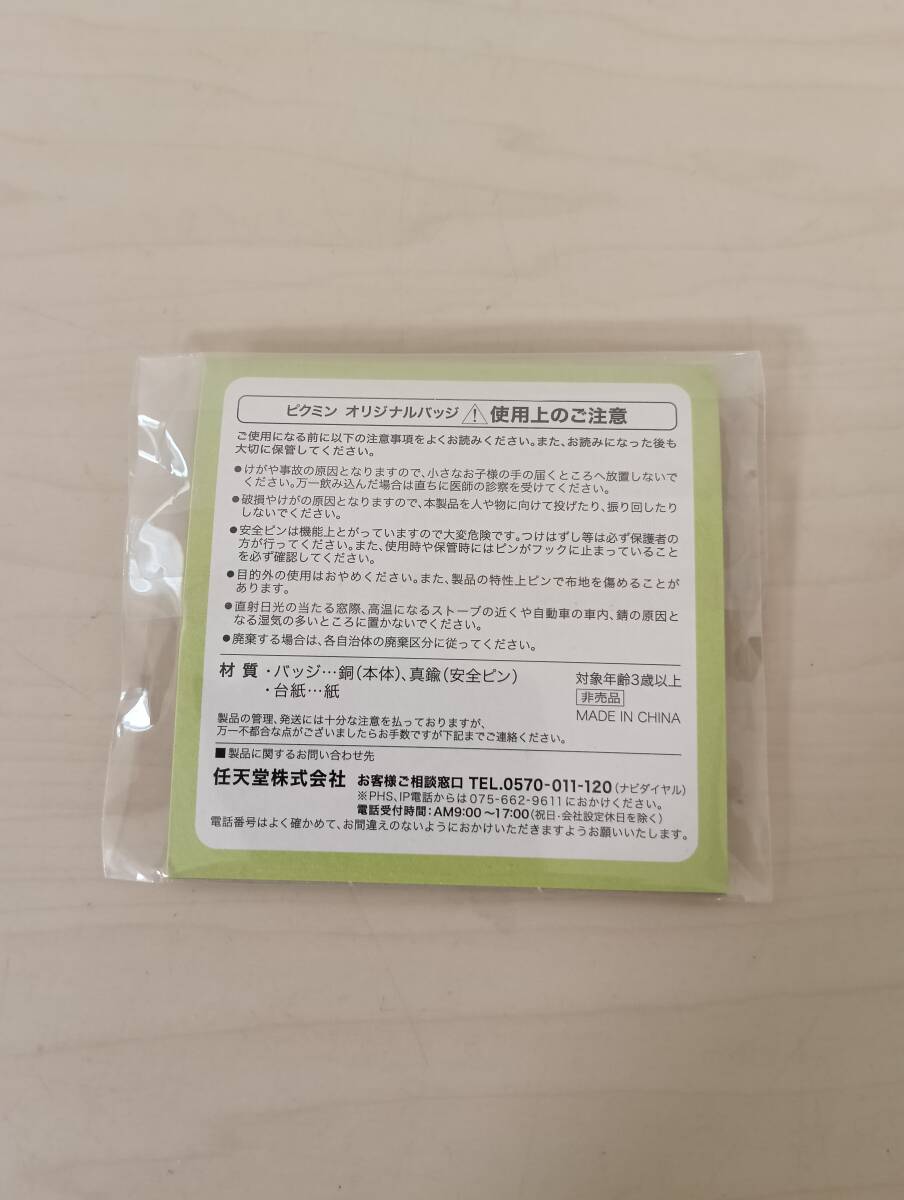 ピクミン オリジナルバッジ ⚠ 使用上のご注意
ご使用になる前に以下の注意事項をよくお読みください。また、お読みになった後も
大切に保管してください。
●けがや事故の原因となりますので、小さなお子様の手の届くところへ放置しないで
ください。万一飲み込んだ場合は直ちに医師の診察を受けてください。
●破損やけがの原因となりますので、本製品を人や物に向けて投げたり、振り回したり
しないでください。
●安全ピンは機能上とがっていますので大変危険です。つけはずし等は必ず保護者の
方が行ってください。また、使用時や保管時にはピンがフックに止まっていること
を必ず確認してください。
●目的外の使用はおやめください。また、製品の特性上ピンで布地を傷めることが
あります。
●直射日光の当たる窓際、高温になるストーブの近くや自動車の車内、錆の原因と
なる湿気の多いところに置かないでください。
●廃棄する場合は、各自治体の廃棄区分に従ってください。
材 質 ・バッジ…銅(本体)、真鍮(安全ピン)
・台紙…紙
対象年齢3歳以上
非売品
MADE IN CHINA
製品の管理、発送には十分な注意を払っておりますが、
万一不都合な点がございましたらお手数ですが下記までご連絡ください。
■製品に関するお問い合わせ先
任天堂株式会社 お客様ご相談窓口 TEL.0570-011-120(ナビダイヤル)
※PHS、IP電話からは 075-662-9611 におかけください。
電話受付時間:AM9:00~17:00(祝日・会社設定休日を除く)
電話番号はよく確かめて、お間違えのないようにおかけいただきますようお願いいたします。